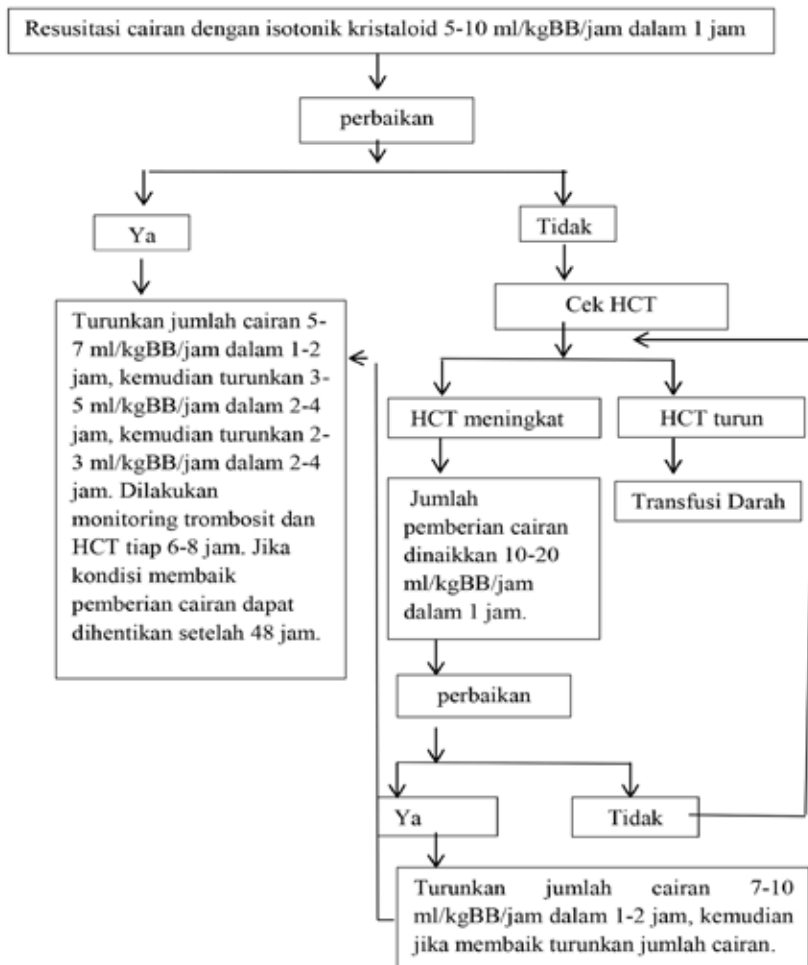 Resusitasi cairan dengan isotonik kristaloid 5-10 ml/kgBB/jam dalam 1 jam
perbaikan
Ya
Tidak
Turunkan jumlah cairan 5-
7 ml/kgBB/jam dalam 1-2
jam, kemudian turunkan 3-
5 ml/kgBB/jam dalam 2-4
jam, kemudian turunkan 2-
3 ml/kgBB/jam dalam 2-4
jam. Dilakukan
monitoring trombosit dan
HCT tiap 6-8 jam. Jika
kondisi membaik
pemberian cairan dapat
dihentikan setelah 48 jam.
Cek HCT
HCT meningkat
HCT turun
Jumlah
pemberian cairan
dinaikkan 10-20
ml/kgBB/jam
dalam 1 jam.
Transfusi Darah
perbaikan
Ya
Tidak
Turunkan jumlah cairan 7-10
ml/kgBB/jam dalam 1-2 jam, kemudian
jika membaik turunkan jumlah cairan.